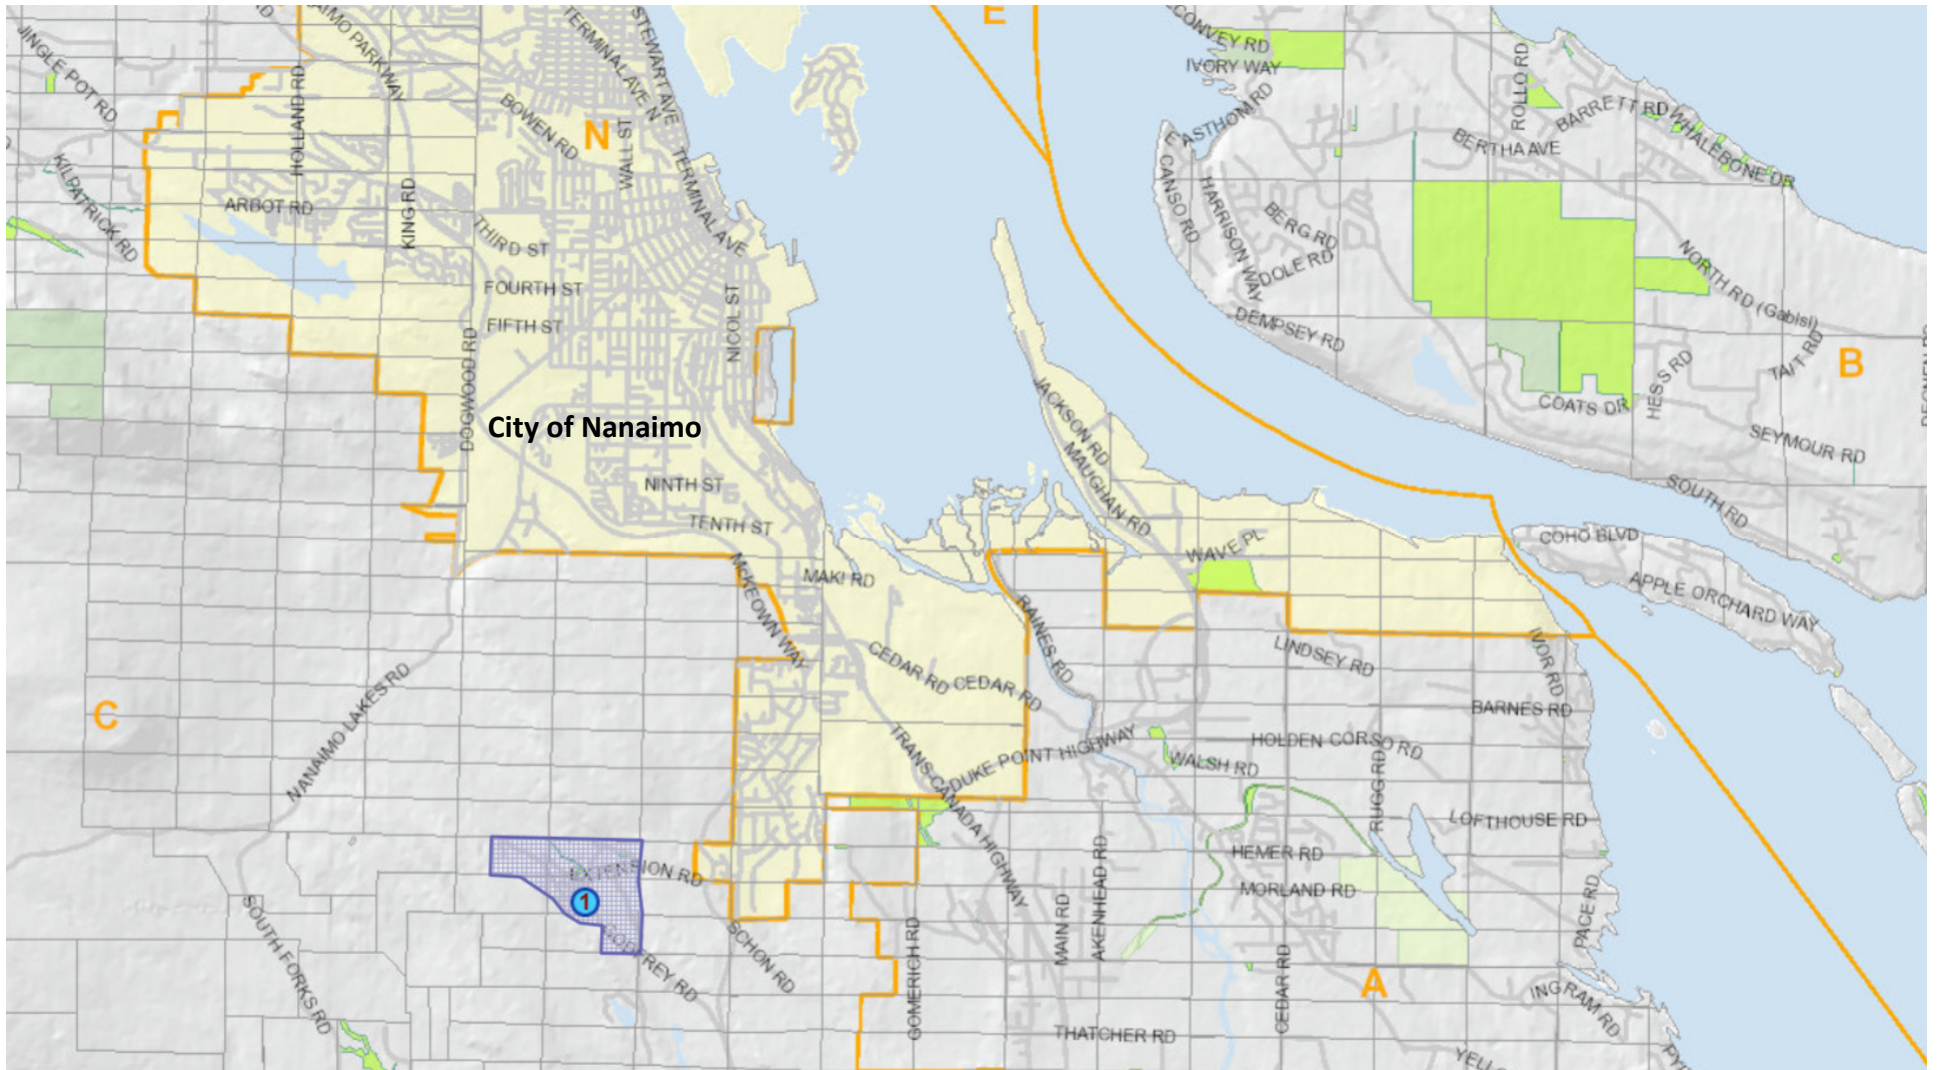 E
STEWART AVE
TERMINAL AVE N
JINGLE POT RD
CONVEY RD
IVORY WAY
ROLLO RD
HOLLAND RD
BOWEN RD
N
WALL ST
EASTHOM RD
BARRETT RD
WHALEBONE DR
BERTHA AVE
KILPATRICK RD
ARBOT RD
KING RD
THIRD ST
TERMINAL AVE
CANSO RD
HARRISON WAY
BERG RD
DOLE RD
NORTH RD (Gabisl)
FOURTH ST
FIFTH ST
NICOL ST
DEMPSEY RD
TAIT RD
B
DOGWOOD RD
City of Nanaimo
JACKSON RD
HESS RD
COATS DR
MAUGHAN RD
SEYMOUR RD
NINTH ST
TENTH ST
SOUTH RD
WAVE PL
COHO BLVD
MAKI RD
McKEOWN WAY
RAINES RD
APPLE ORCHARD WAY
CEDAR RD
CEDAR RD
LINDSEY RD
IVOR RD
C
NANAIMO LAKES RD
BARNES RD
TRANS-CANADA HIGHWAY
DUKE POINT HIGHWAY
HOLDEN CORSO RD
WALSH RD
RUGG RD
LOFTHOUSE RD
EXTENSION RD
HEMER RD
MORLAND RD
1
SOUTH FORKS RD
GODFREY RD
SCHON RD
GOMERICH RD
MAIN RD
AKENHEAD RD
CEDAR RD
PACE RD
A
INGRAM RD
THATCHER RD